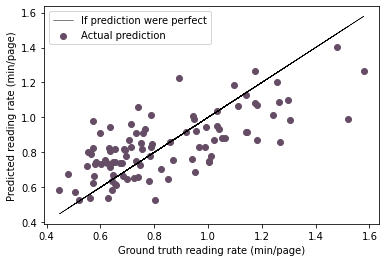 If prediction were perfect
Actual prediction
Predicted reading rate (min/page)
1.6
1.4
1.2
1.0
0.8
0.6
0.4
0.4 0.6 0.8 1.0 1.2 1.4 1.6
Ground truth reading rate (min/page)